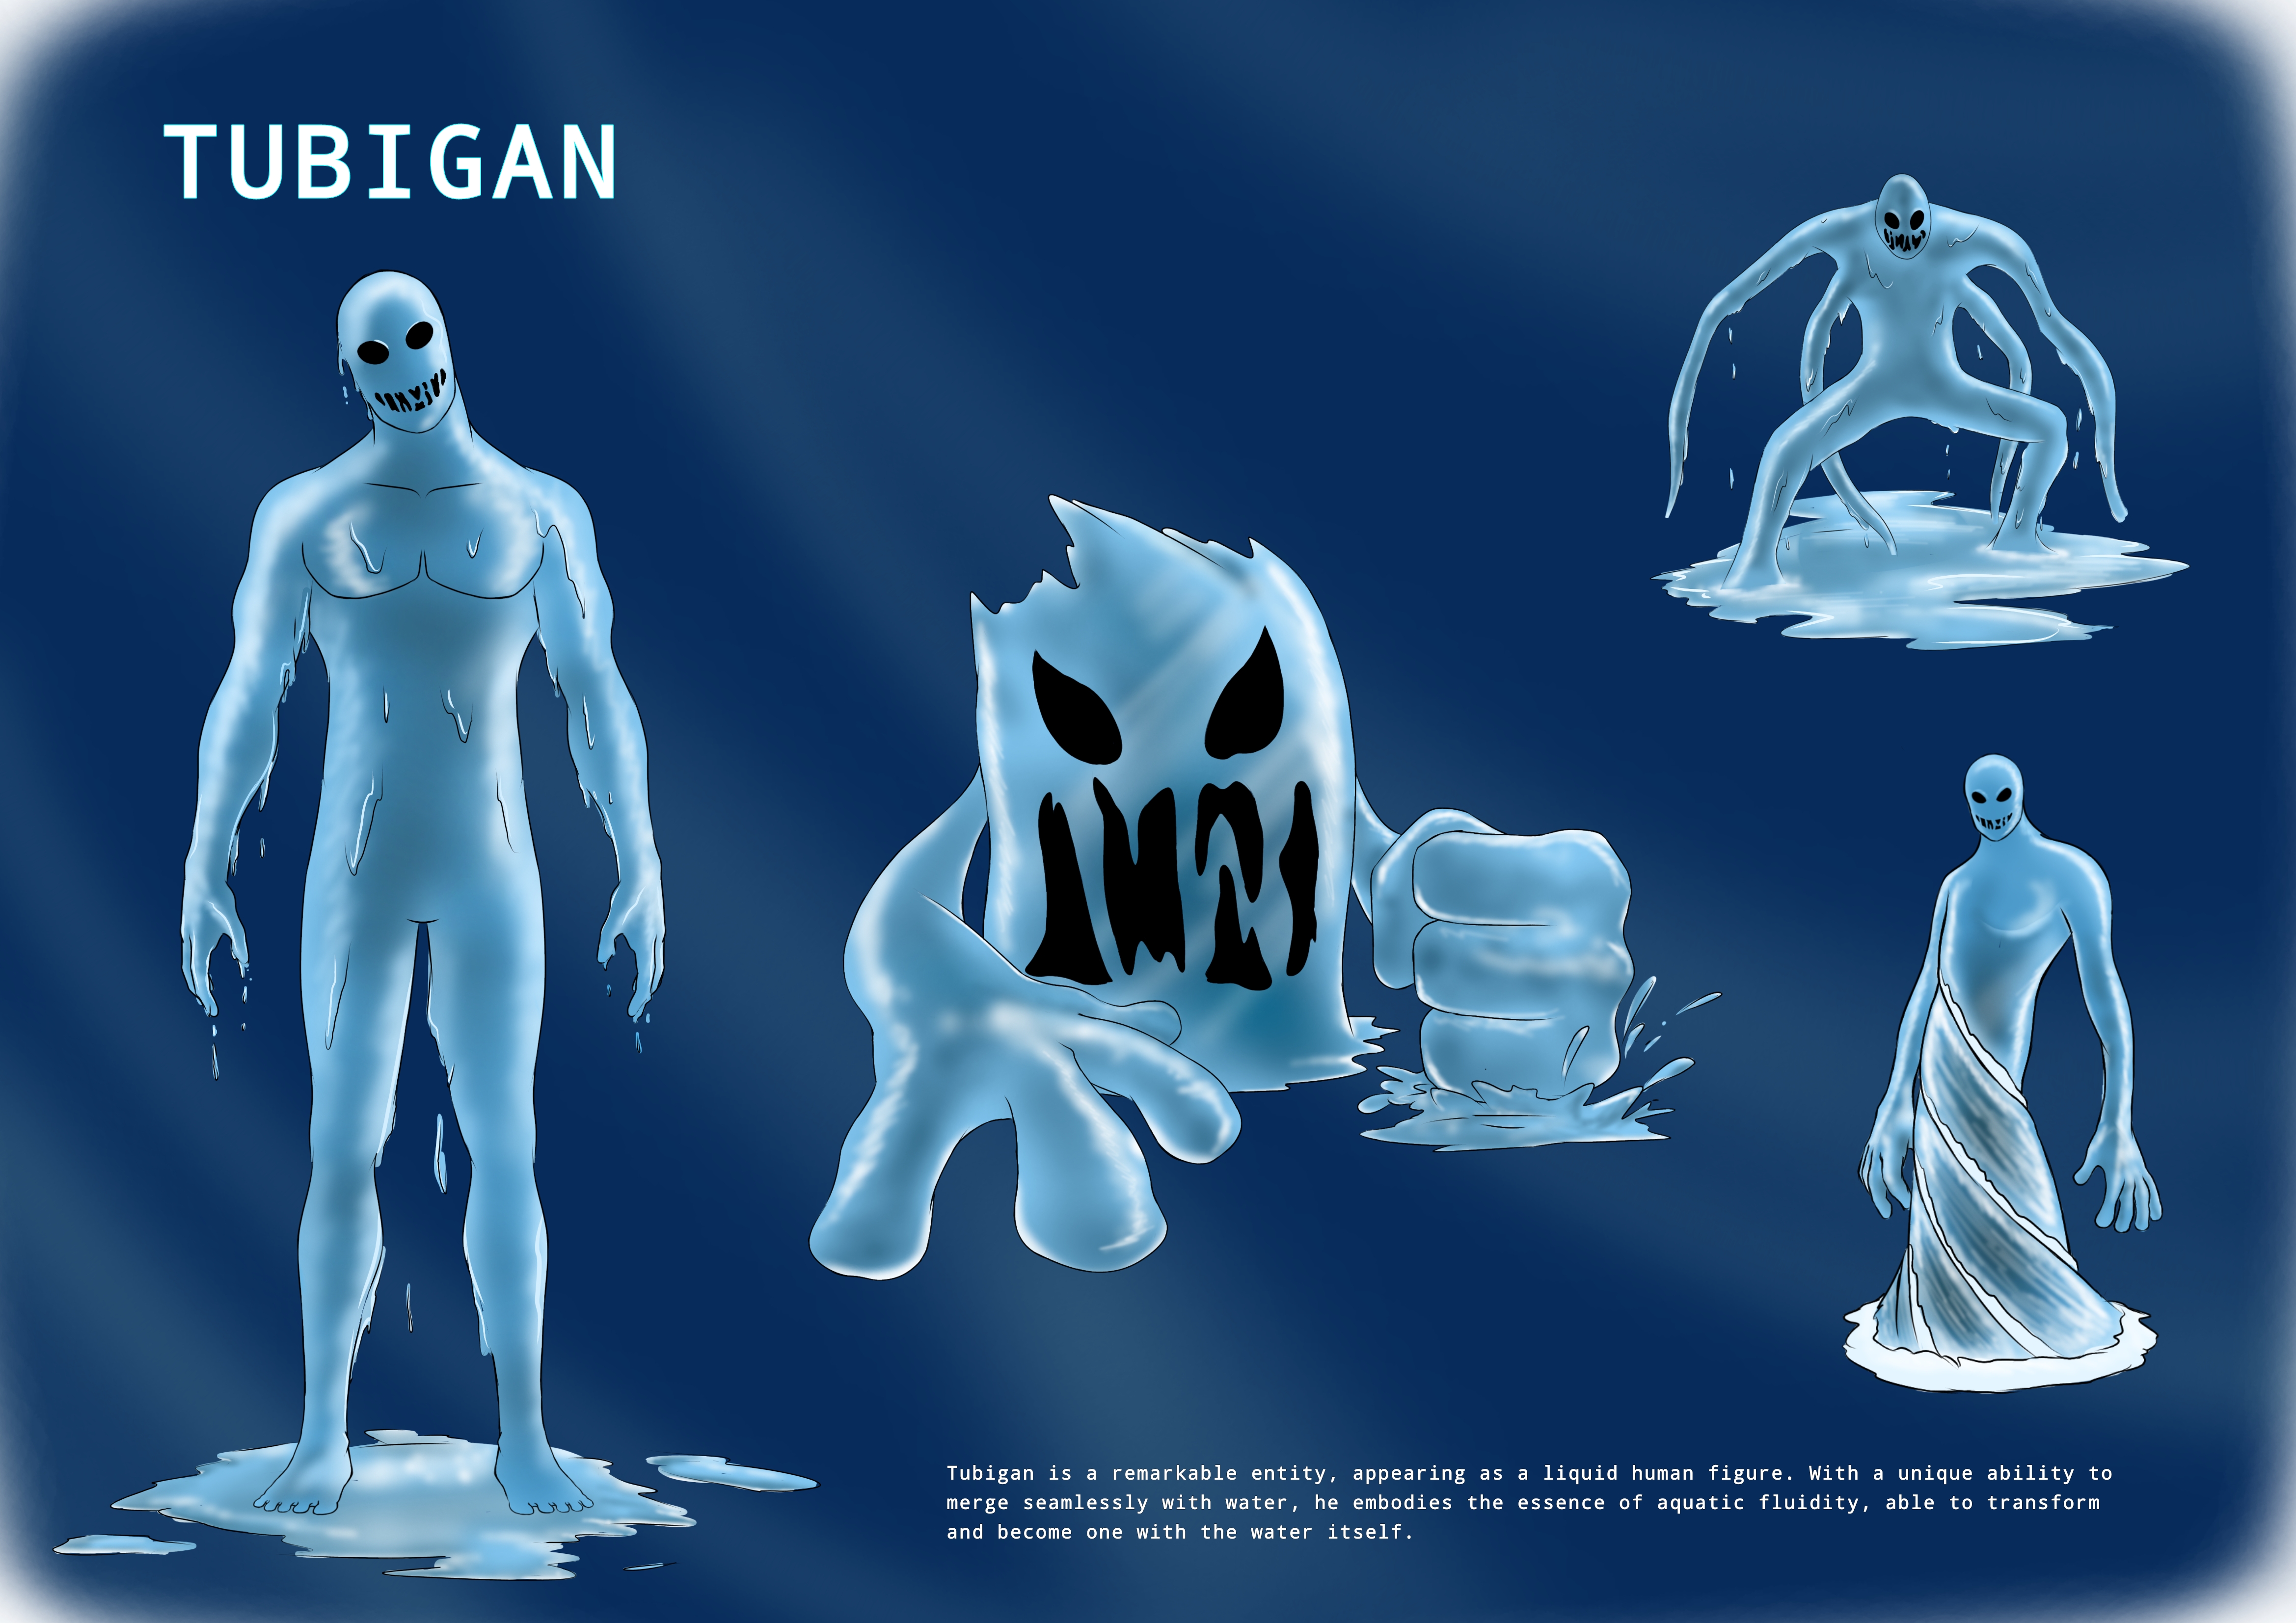 TUBIGAN
Tubigan is a remarkable entity, appearing as a liquid human figure. With a unique ability to
merge seamlessly with water, he embodies the essence of aquatic fluidity, able to transform
and become one with the water itself.